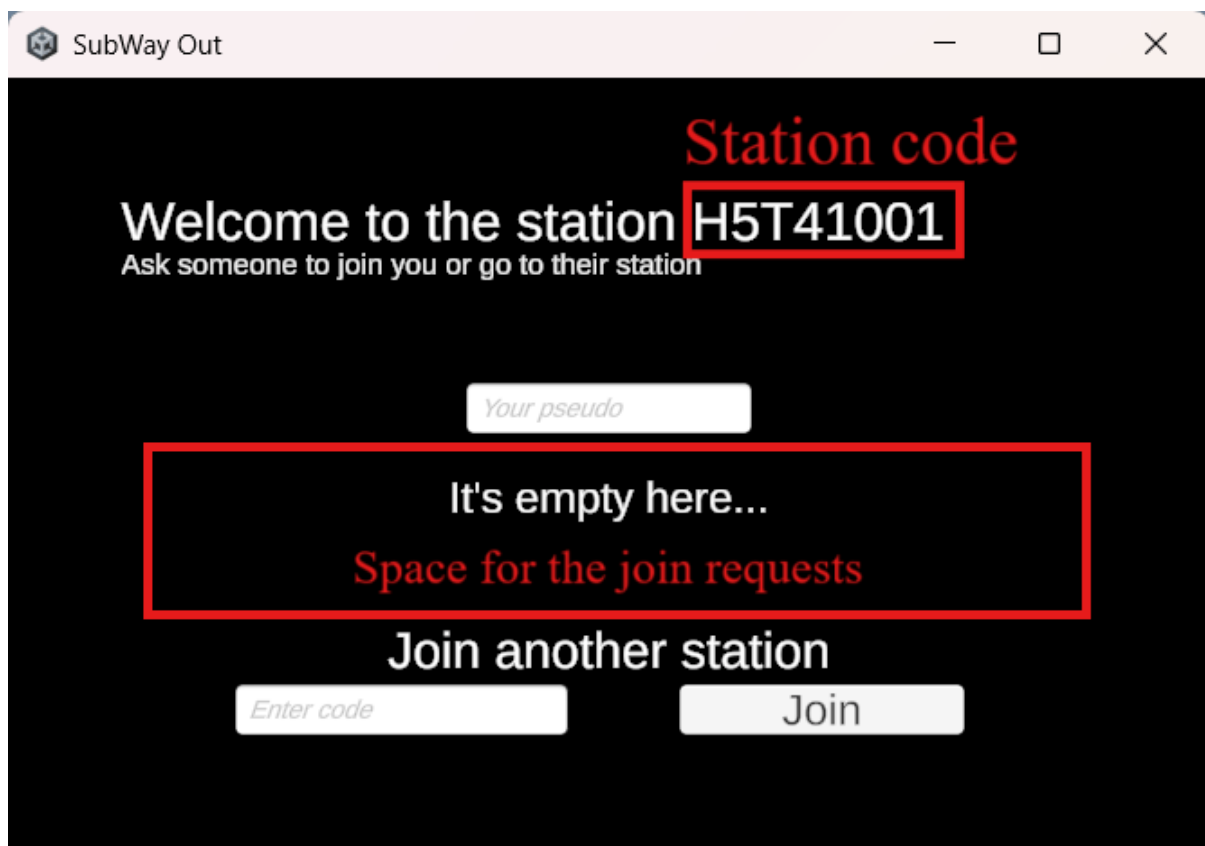 SubWay Out
Station code
Welcome to the station H5T41001
Ask someone to join you or go to their station
Your pseudo
It's empty here...
Space for the join requests
Join another station
Enter code
Join